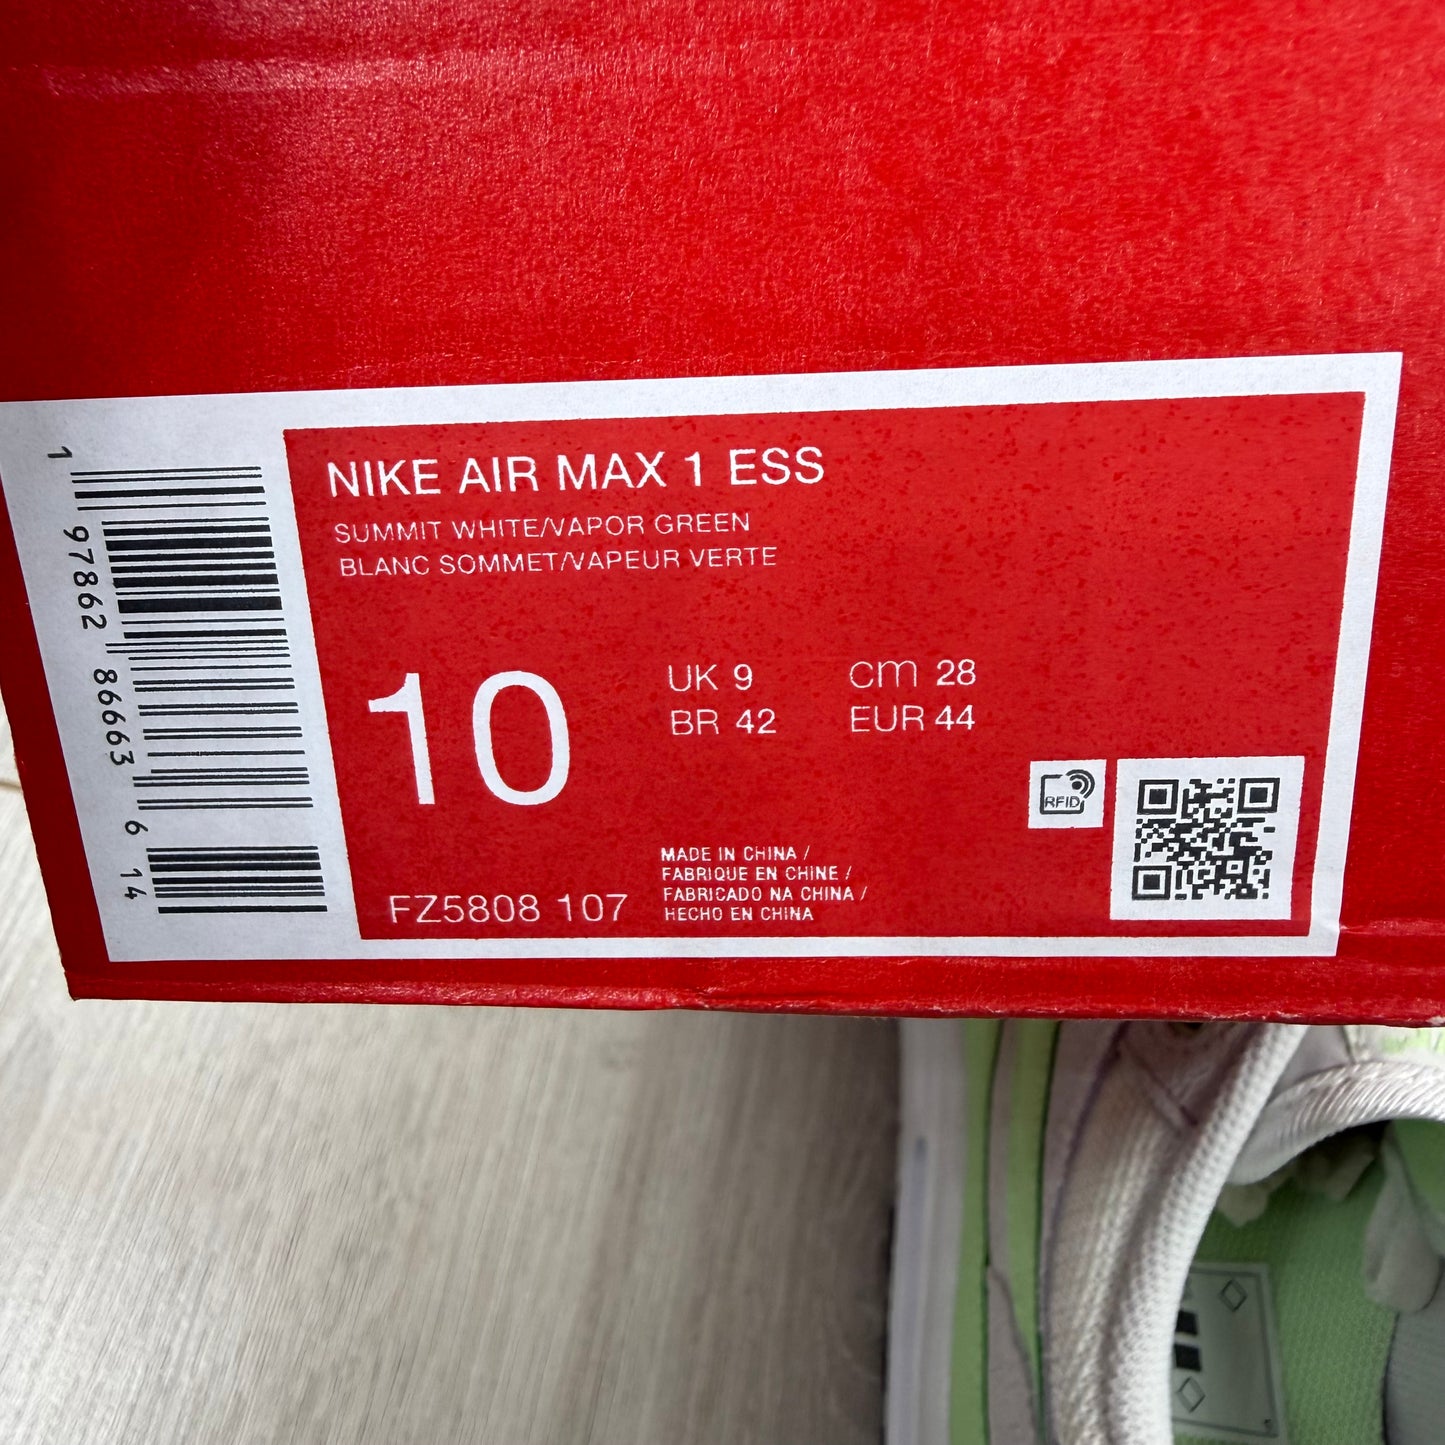 NIKE AIR MAX 1 ESS
SUMMIT WHITE/VAPOR GREEN
BLANC SOMMET/VAPEUR VERTE
10
UK 9
CM 28
BR 42
EUR 44
RFID
MADE IN CHINA /
FABRIQUE EN CHINE /
FABRICADO NA CHINA /
HECHO EN CHINA
FZ5808 107
1 97862 86663 6 14